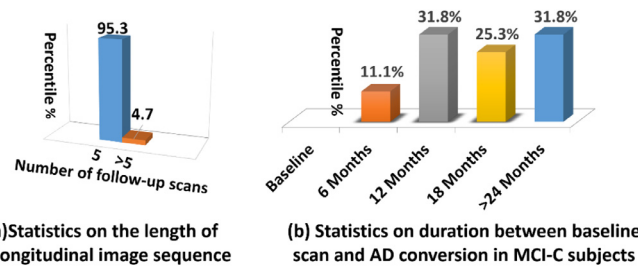 95.3
4.7
Percentile %
5 >5
Number of follow-up scans
)Statistics on the length of
ongitudinal image sequence
31.8%
31.8%
25.3%
11.1%
Percentile %
Baseline
6 Months
12 Months
18 Months
>24 Months
(b) Statistics on duration between baseline
scan and AD conversion in MCI-C subjects